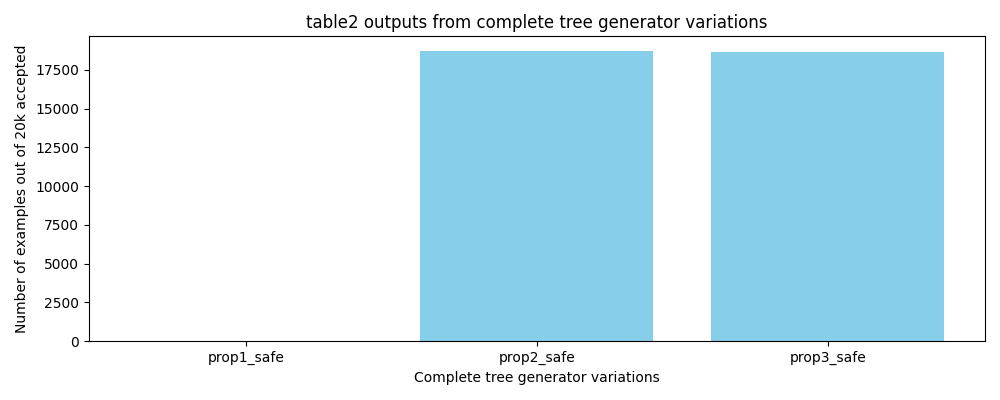 table2 outputs from complete tree generator variations
Number of examples out of 20k accepted
17500
15000
12500
10000
7500
5000
2500
0
prop1_safe
prop2_safe
prop3_safe
Complete tree generator variations